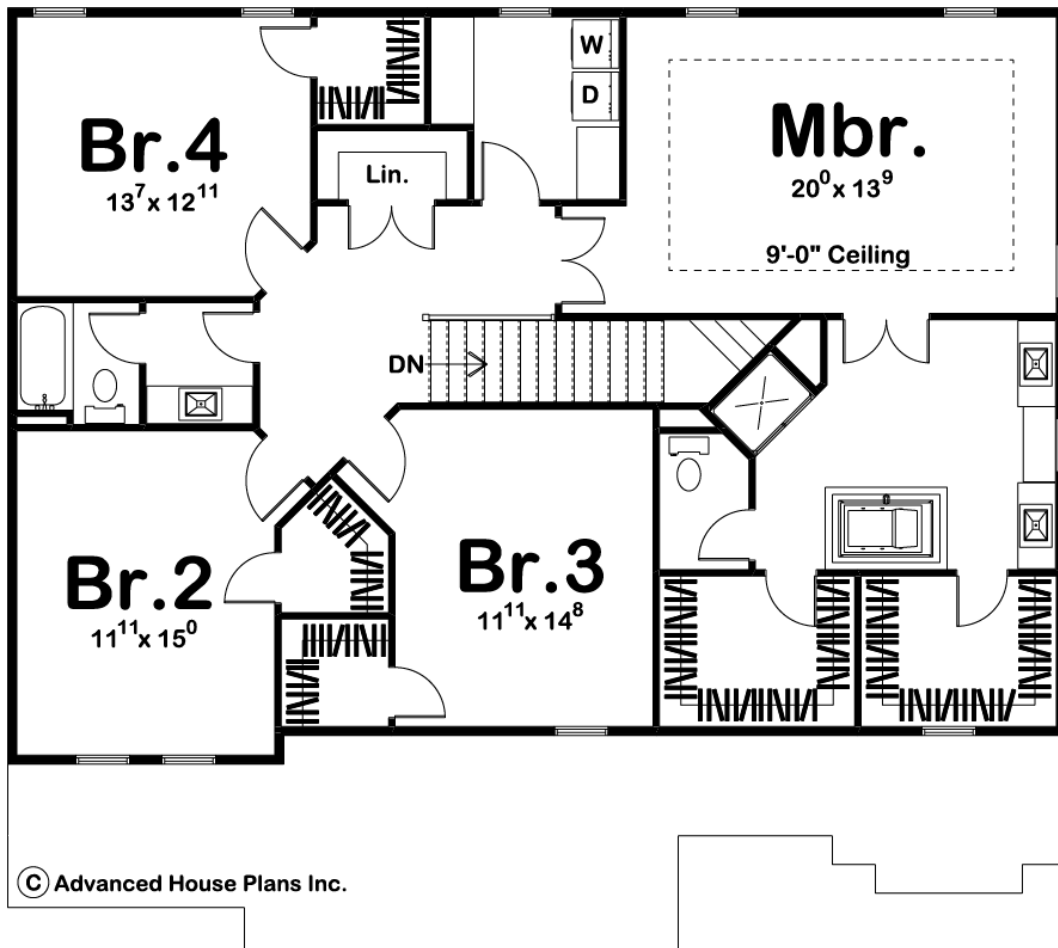 W
D
Br.4
13⁷ x 12¹¹
Lin.
Mbr.
20⁰ x 13⁹
9'-0" Ceiling
DN
Br.2
11¹¹ x 15⁰
Br.3
11¹¹ x 14⁸
© Advanced House Plans Inc.